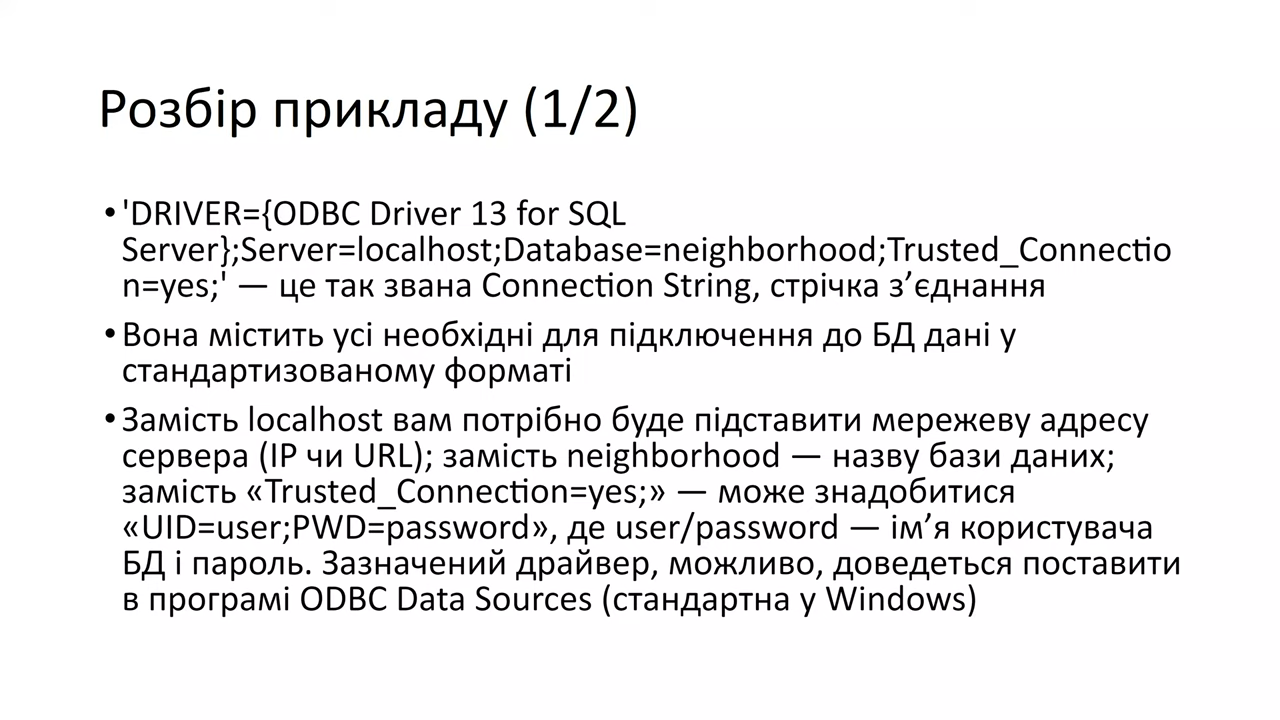 Розбір прикладу (1/2)
•'DRIVER={ODBC Driver 13 for SQL
Server};Server=localhost;Database=neighborhood;Trusted_Connectio
n=yes;' — це так звана Connection String, стрічка з’єднання
•Вона містить усі необхідні для підключення до БД дані у
стандартизованому форматі
•Замість localhost вам потрібно буде підставити мережеву адресу
сервера (IP чи URL); замість neighborhood — назву бази даних;
замість «Trusted_Connection=yes;» — може знадобитися
«UID=user;PWD=password», де user/password — ім’я користувача
БД і пароль. Зазначений драйвер, можливо, доведеться поставити
в програмі ODBC Data Sources (стандартна у Windows)